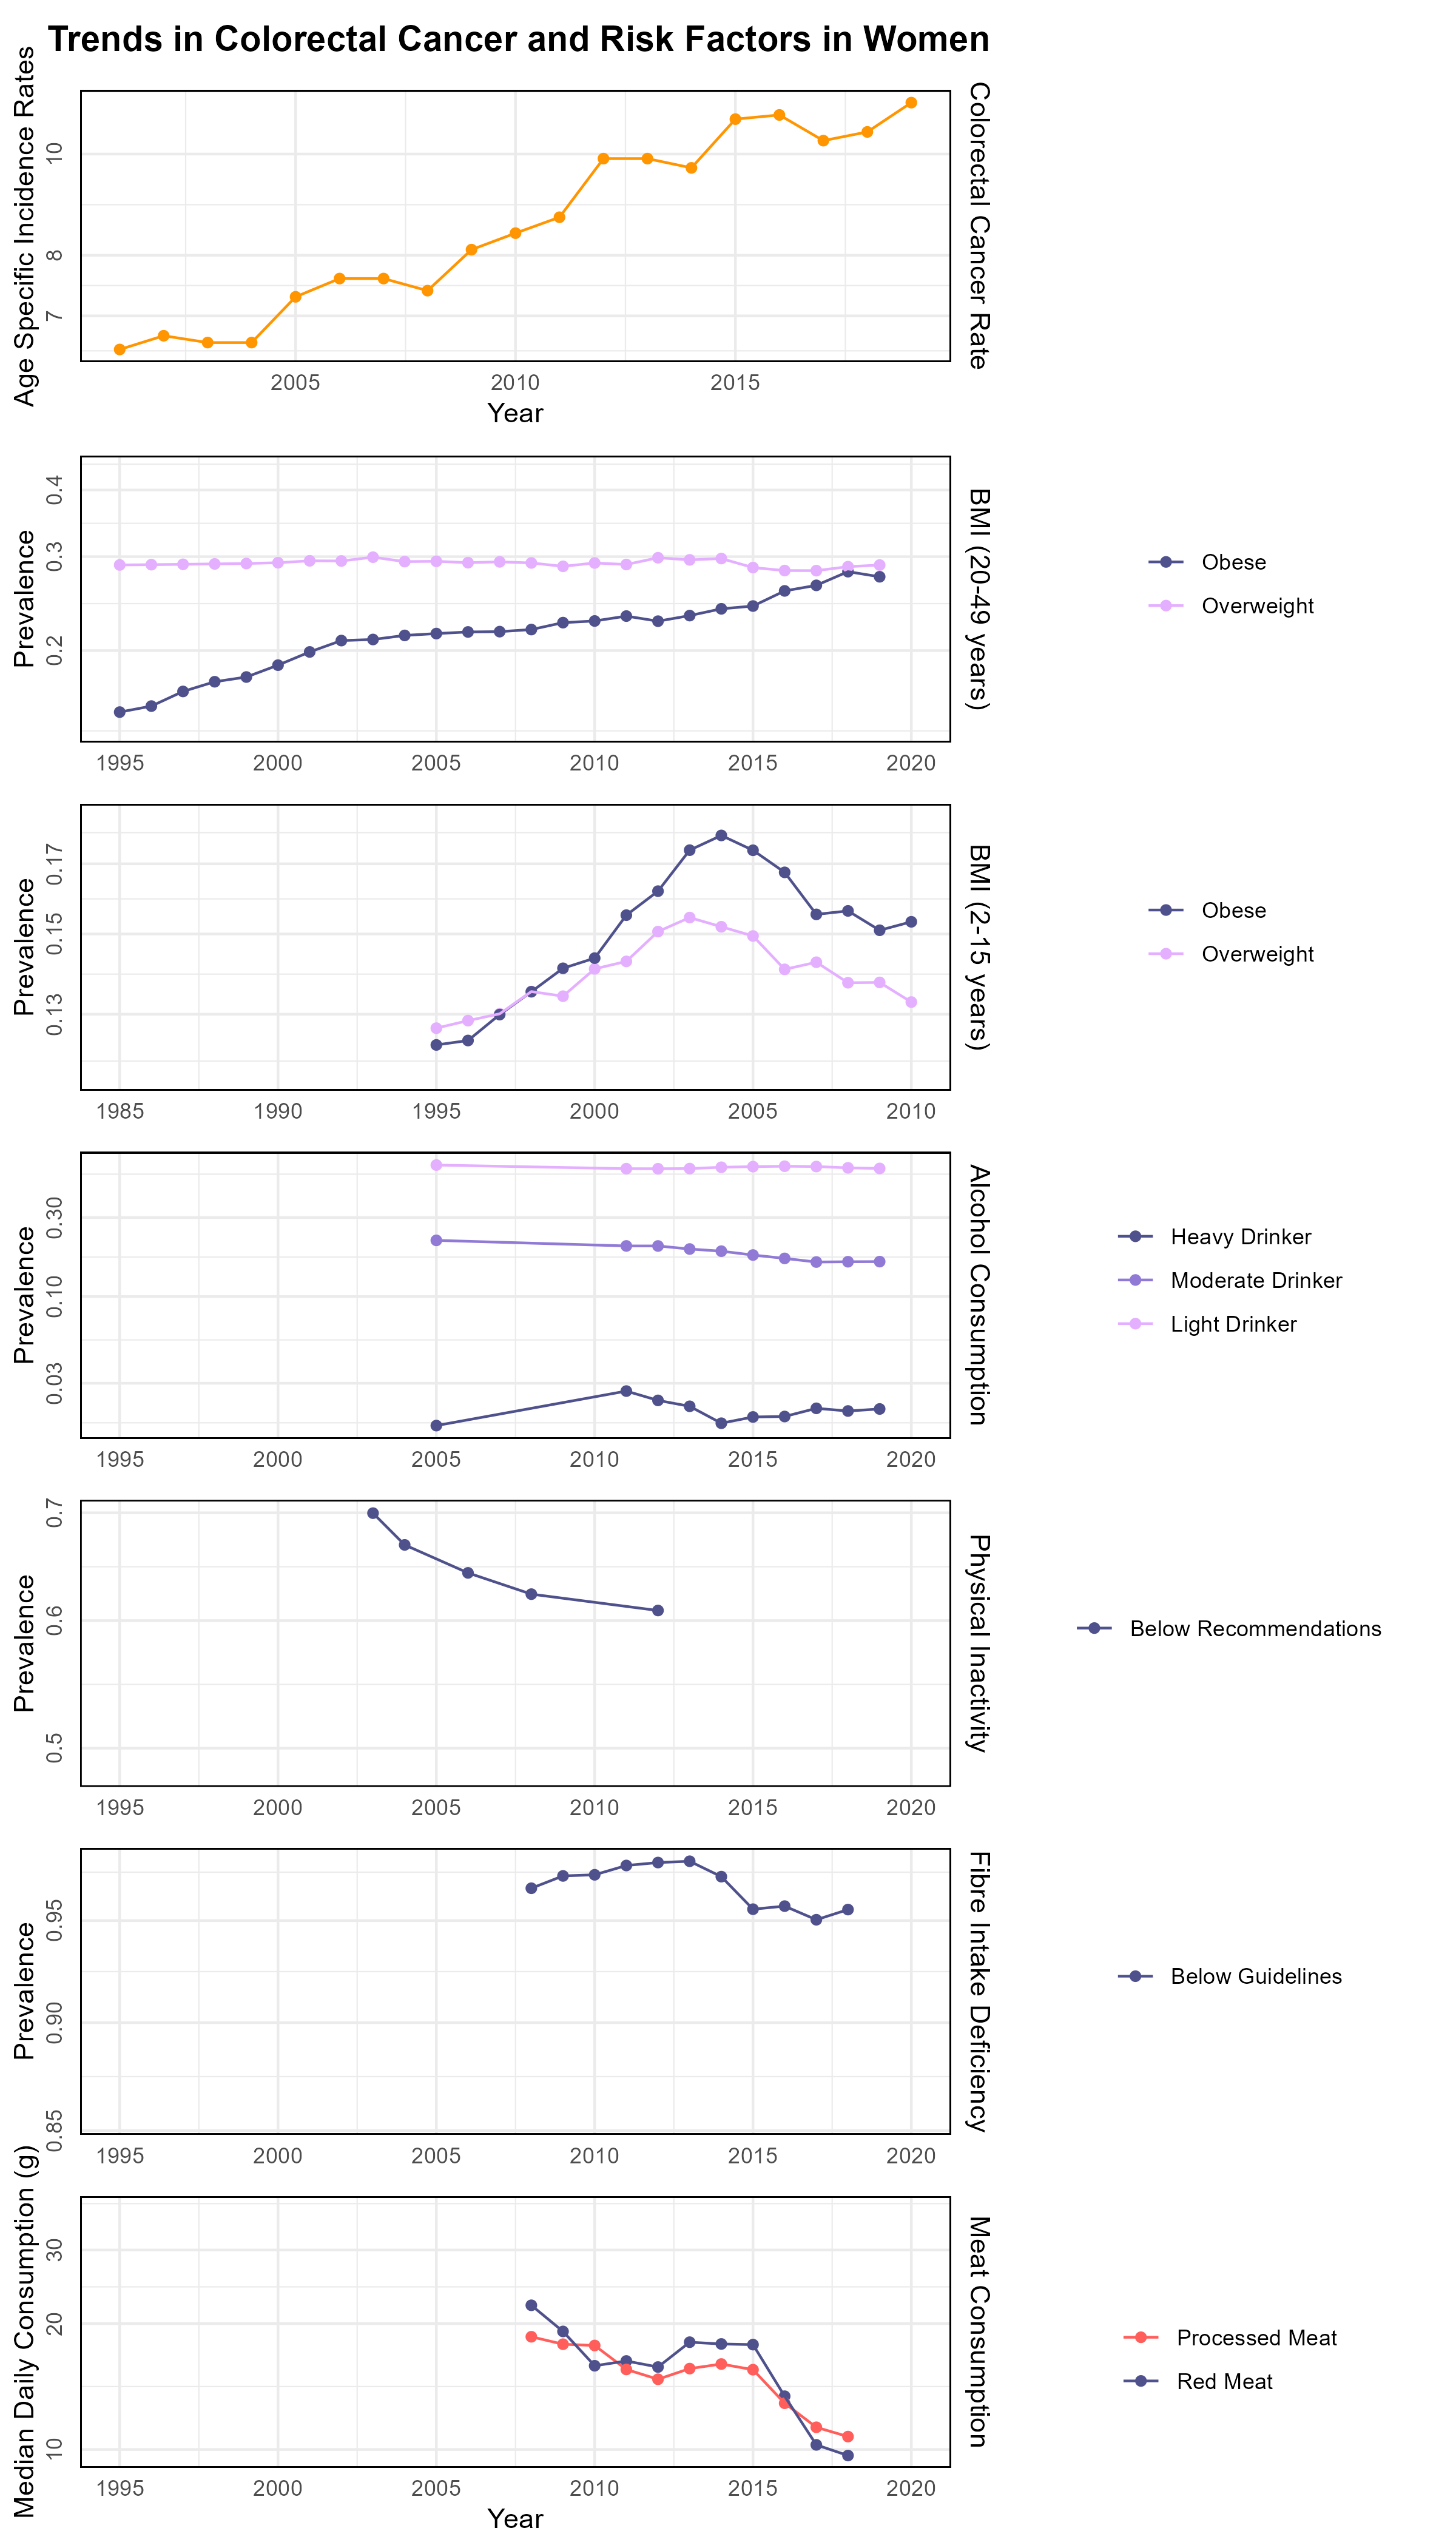 Trends in Colorectal Cancer and Risk Factors in Women
Age Specific Incidence Rates
10
8
7
2005 2010 2015
Year
Colorectal Cancer Rate
Prevalence
0.4
0.3
0.2
1995 2000 2005 2010 2015 2020
BMI (20-49 years)
Obese
Overweight
Prevalence
0.17
0.15
0.13
1985 1990 1995 2000 2005 2010
BMI (2-15 years)
Obese
Overweight
Prevalence
0.30
0.10
0.03
1995 2000 2005 2010 2015 2020
Alcohol Consumption
Heavy Drinker
Moderate Drinker
Light Drinker
Prevalence
0.7
0.6
0.5
1995 2000 2005 2010 2015 2020
Physical Inactivity
Below Recommendations
Prevalence
0.95
0.90
0.85
1995 2000 2005 2010 2015 2020
Fibre Intake Deficiency
Below Guidelines
Median Daily Consumption (g)
30
20
10
1995 2000 2005 2010 2015 2020
Year
Meat Consumption
Processed Meat
Red Meat